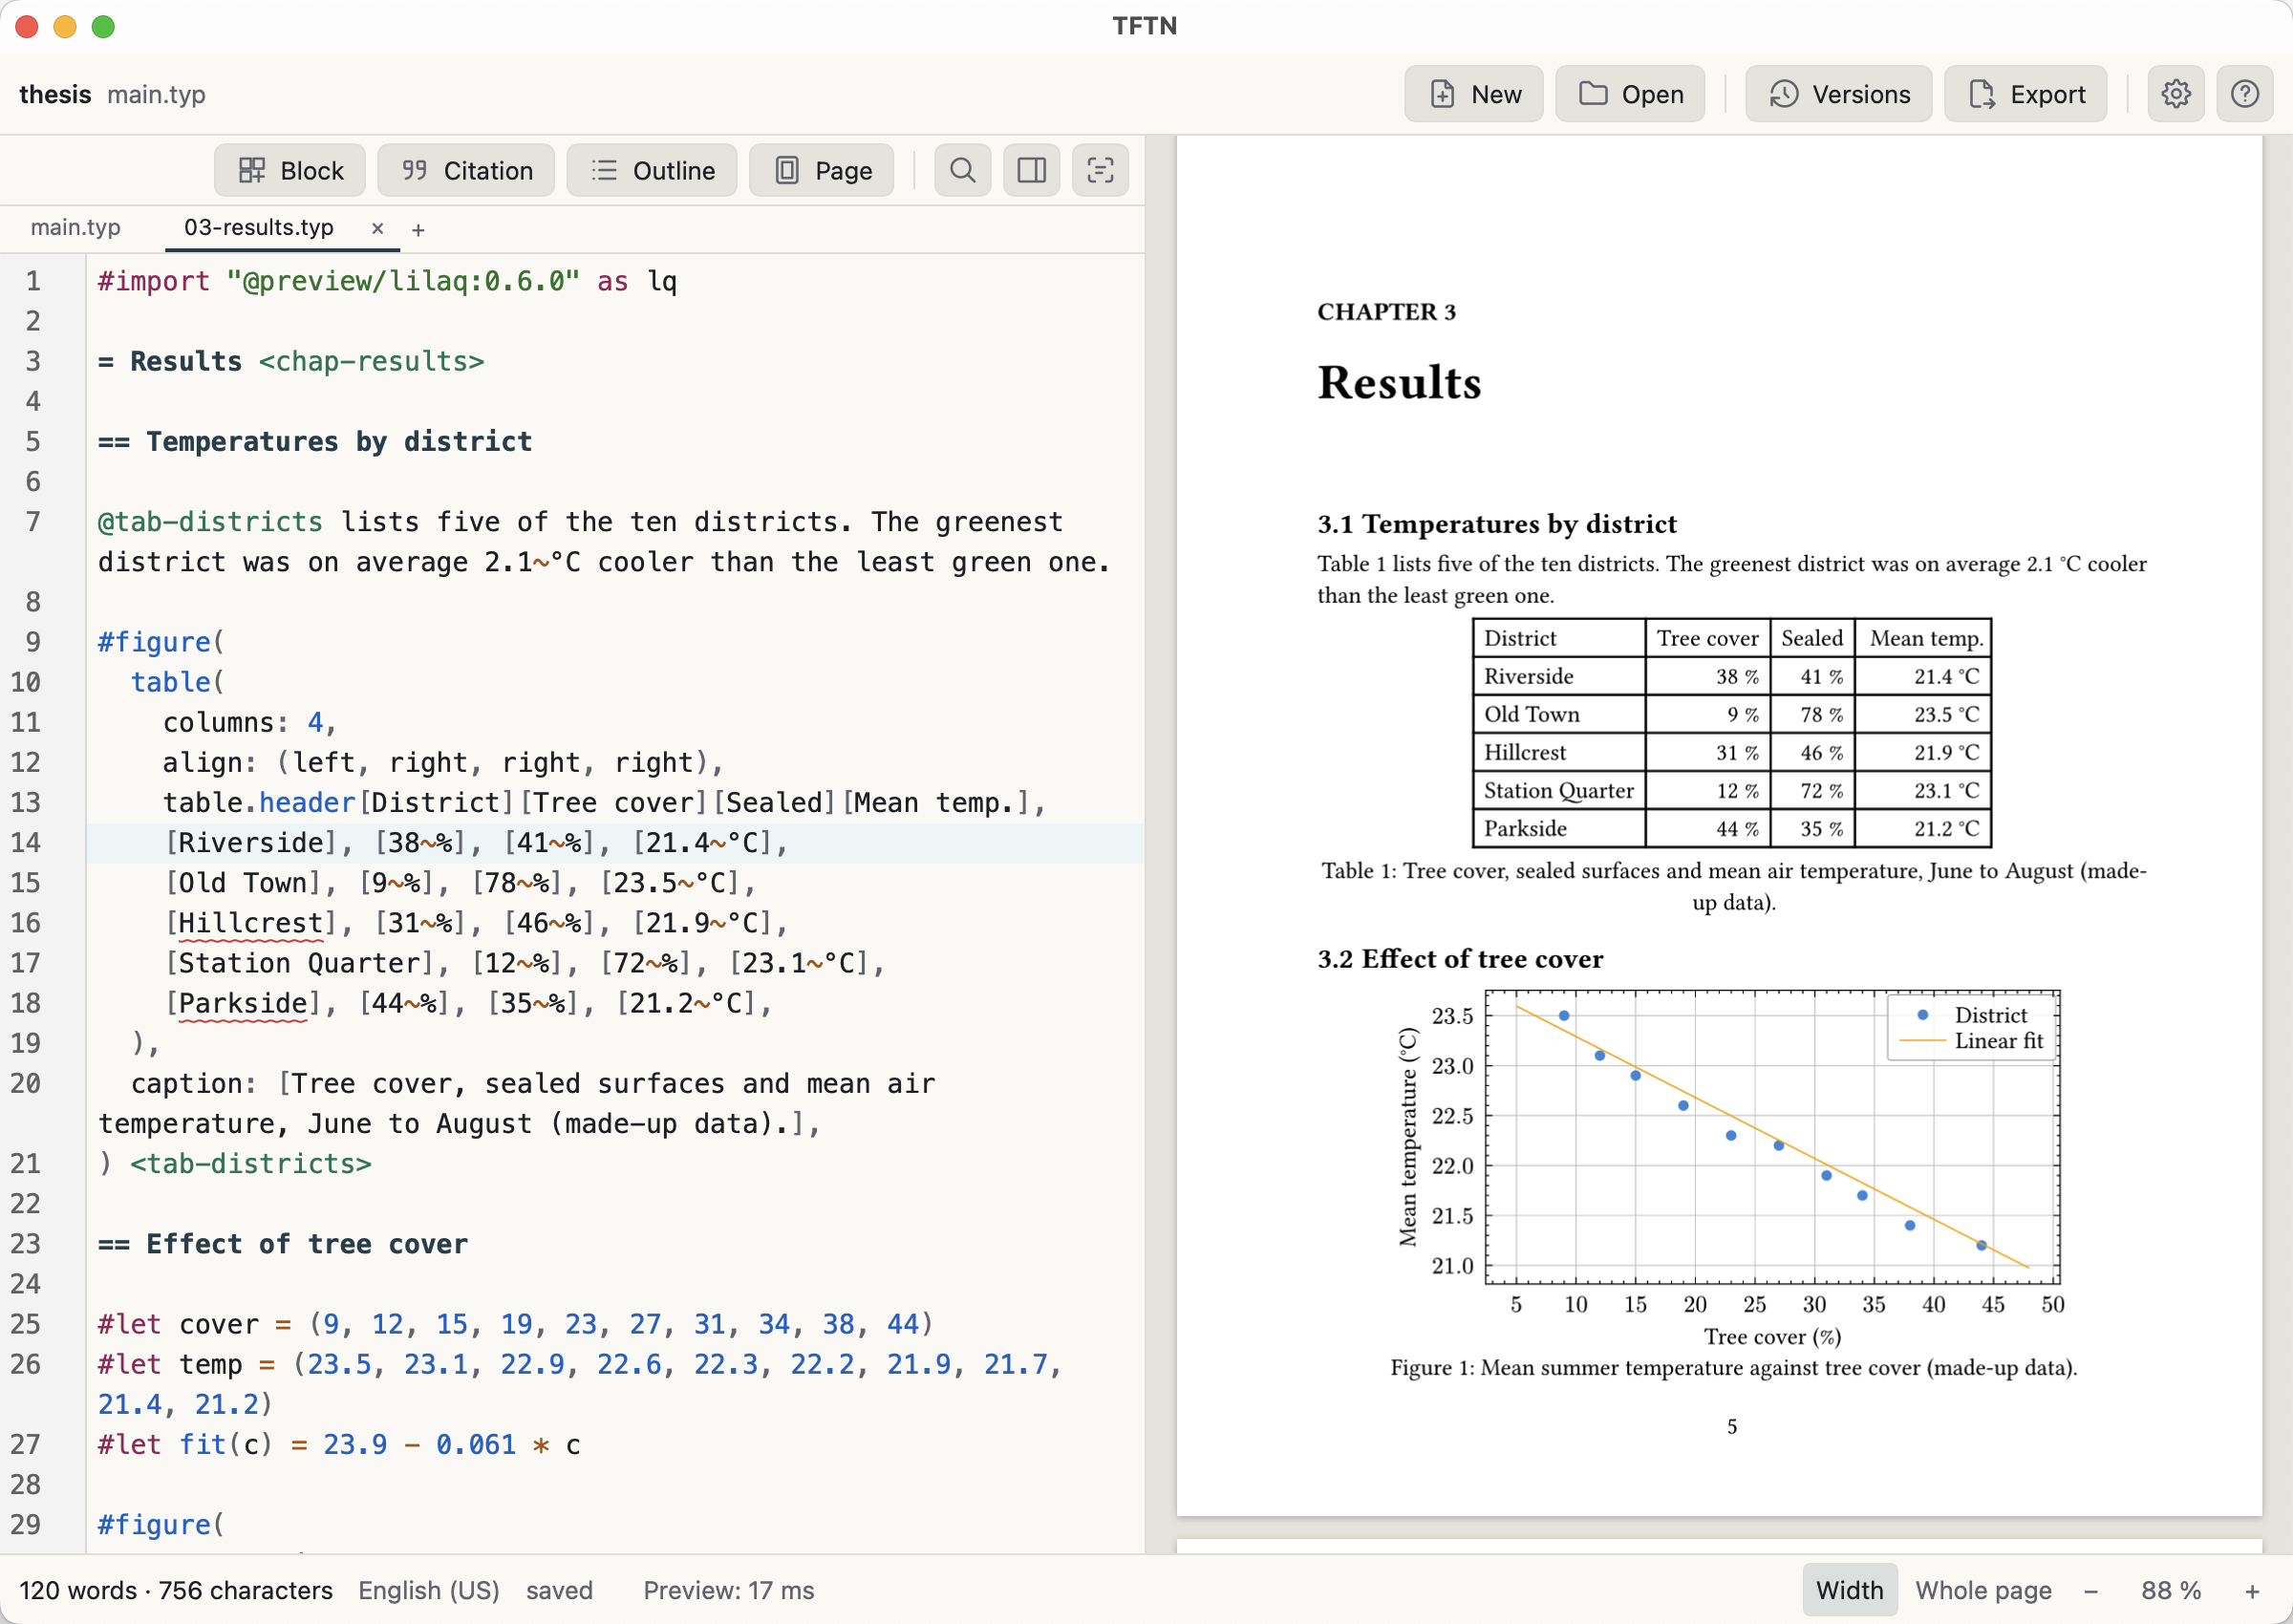 TFTN
thesis main.typ
New
Open
Versions
Export
Block
Citation
Outline
Page
main.typ
03-results.typ × +
1 #import "@preview/lilaq:0.6.0" as lq
2
3 = Results <chap-results>
4
5 == Temperatures by district
6
7 @tab-districts lists five of the ten districts. The greenest
district was on average 2.1~°C cooler than the least green one.
8
9 #figure(
10 table(
11 columns: 4,
12 align: (left, right, right, right),
13 table.header[District][Tree cover][Sealed][Mean temp.],
14 [Riverside], [38~%], [41~%], [21.4~°C],
15 [Old Town], [9~%], [78~%], [23.5~°C],
16 [Hillcrest], [31~%], [46~%], [21.9~°C],
17 [Station Quarter], [12~%], [72~%], [23.1~°C],
18 [Parkside], [44~%], [35~%], [21.2~°C],
19 ),
20 caption: [Tree cover, sealed surfaces and mean air
temperature, June to August (made-up data).],
21 ) <tab-districts>
22
23 == Effect of tree cover
24
25 #let cover = (9, 12, 15, 19, 23, 27, 31, 34, 38, 44)
26 #let temp = (23.5, 23.1, 22.9, 22.6, 22.3, 22.2, 21.9, 21.7,
21.4, 21.2)
27 #let fit(c) = 23.9 - 0.061 * c
28
29 #figure(
CHAPTER 3
Results
3.1 Temperatures by district
Table 1 lists five of the ten districts. The greenest district was on average 2.1 °C cooler
than the least green one.
District Tree cover Sealed Mean temp.
Riverside 38 % 41 % 21.4 °C
Old Town 9 % 78 % 23.5 °C
Hillcrest 31 % 46 % 21.9 °C
Station Quarter 12 % 72 % 23.1 °C
Parkside 44 % 35 % 21.2 °C
Table 1: Tree cover, sealed surfaces and mean air temperature, June to August (made-
up data).
3.2 Effect of tree cover
Mean temperature (°C)
23.5
23.0
22.5
22.0
21.5
21.0
District
Linear fit
5 10 15 20 25 30 35 40 45 50
Tree cover (%)
Figure 1: Mean summer temperature against tree cover (made-up data).
5
120 words · 756 characters English (US) saved Preview: 17 ms
Width Whole page − 88 % +